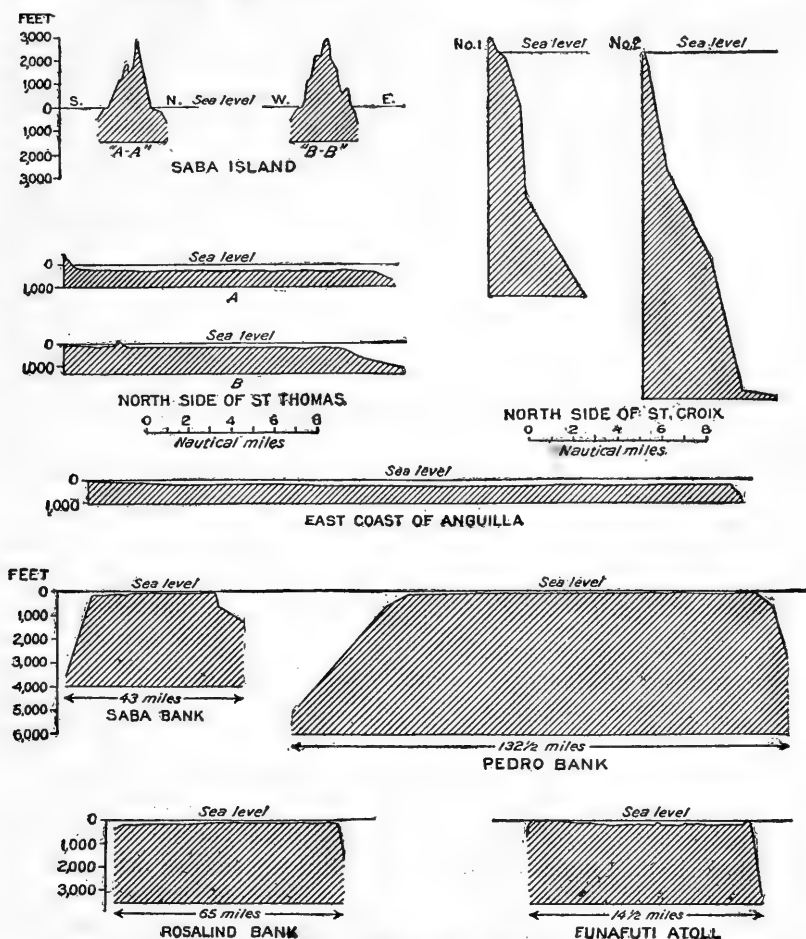 FEET
3,000
2,000
1,000
0
1,000
2,000
3,000
S. N. Sea level W. E.
"A-A" "B-B"
SABA ISLAND
No.1 Sea level
No.2 Sea level
Sea level
0
1,000
A
Sea level
0
1,000
B
NORTH SIDE OF ST THOMAS.
0 2 4 6 8
Nautical miles
NORTH SIDE OF ST. CROIX.
0 2 6 8
Nautical miles.
Sea level
0
1,000
EAST COAST OF ANGUILLA
FEET
0
1,000
2,000
3,000
4,000
5,000
6,000
Sea level
43 miles
SABA BANK
Sea level
132½ miles
PEDRO BANK
0
1,000
2,000
3,000
Sea level
65 miles
ROSALIND BANK
Sea level
14½ miles
FUNAFUTI ATOLL